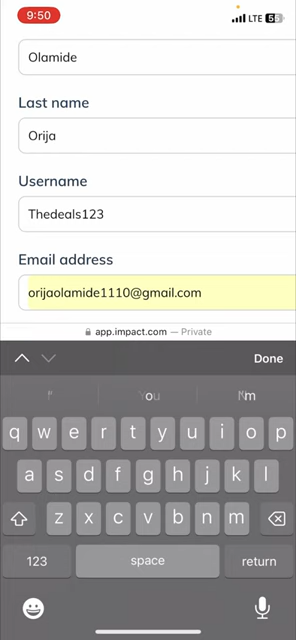 9:50
LTE 55
Olamide
Last name
Orija
Username
Thedeals123
Email address
orijaolamide1110@gmail.com
app.impact.com — Private
Done
You
q w e r t y u i o p
a s d f g h j k l
z x c v b n m
123 space return